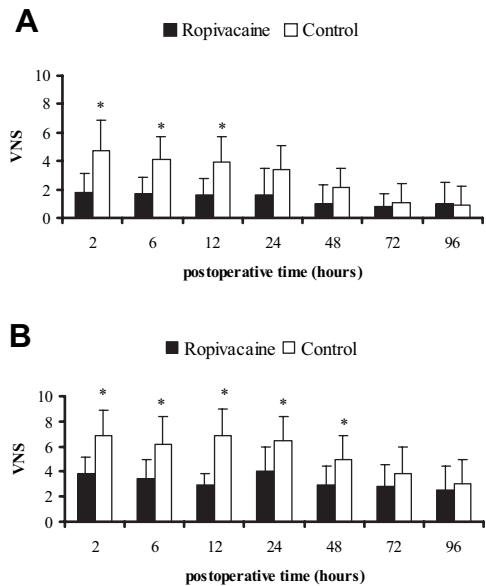 A
Ropivacaine Control
10
8
6
4
2
0
VNS
* * *
2 6 12 24 48 72 96
postoperative time (hours)
B
Ropivacaine Control
10
8
6
4
2
0
VNS
* * * * *
2 6 12 24 48 72 96
postoperative time (hours)